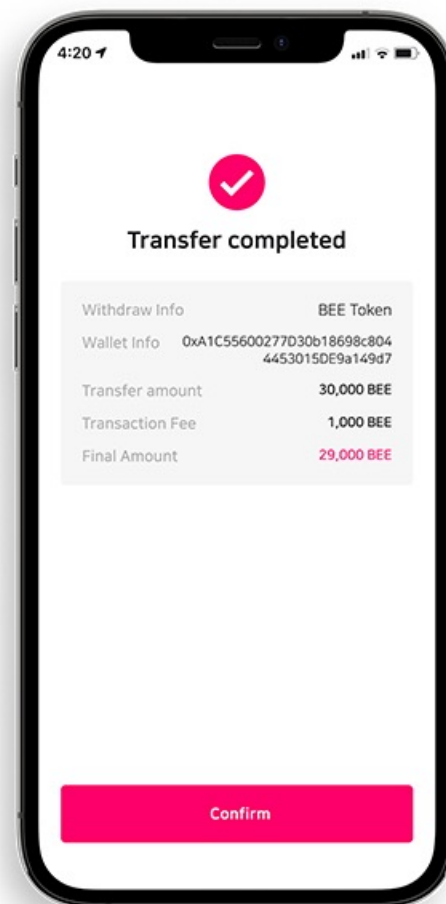 4:20
Transfer completed
Withdraw Info BEE Token
Wallet Info 0xA1C55600277D30b18698c804
4453015DE9a149d7
Transfer amount 30,000 BEE
Transaction Fee 1,000 BEE
Final Amount 29,000 BEE
Confirm